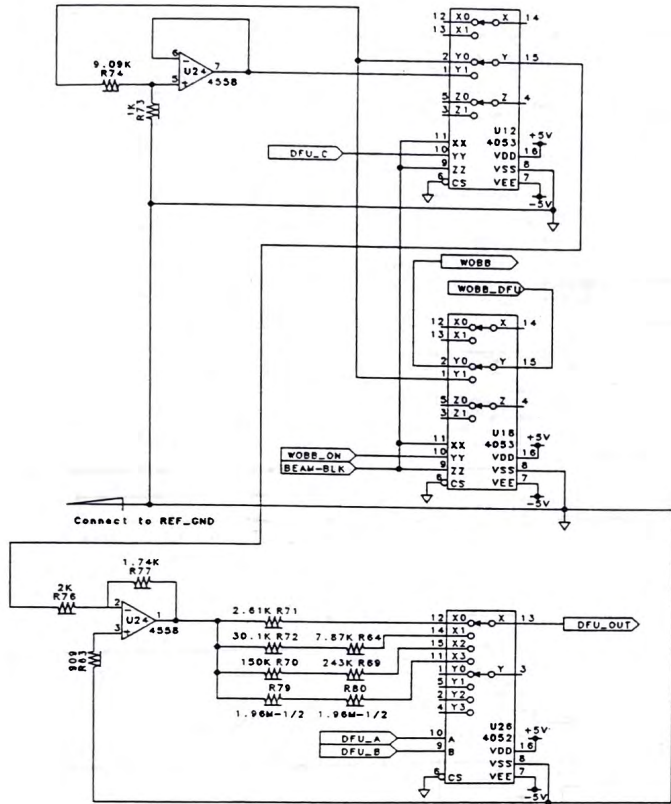 12 X0 X 14
13 X1
2 Y0 Y 15
1 Y1
5 Z0 Z 4
3 Z1
9.09K
R74
6
5
7
U24
4558
1K
R73
U12
4053
+5V
11 XX
10 YY
9 ZZ
6 CS
VDD 16
VSS 8
VEE 7
-5V
DFU_C
WOBB
WOBB_DFU
12 X0 X 14
13 X1
2 Y0 Y 15
1 Y1
5 Z0 Z 4
3 Z1
U18
4053
+5V
11 XX
10 YY
9 ZZ
6 CS
VDD 16
VSS 8
VEE 7
-5V
WOBB_ON
BEAM-BLK
Connect to REF_GND
1.74K
R77
2K
R76
2
3
1
U24
4558
909
R63
2.61K R71
30.1K R72 7.87K R64
150K R70 243K R69
R79 R80
1.96M-1/2 1.96M-1/2
12 X0 X 13
14 X1
15 X2
11 X3
1 Y0 Y 3
5 Y1
2 Y2
4 Y3
DFU_OUT
U26
4052
+5V
DFU_A 10 A
DFU_B 9 B
VDD 16
VSS 8
VEE 7
6 CS
-5V